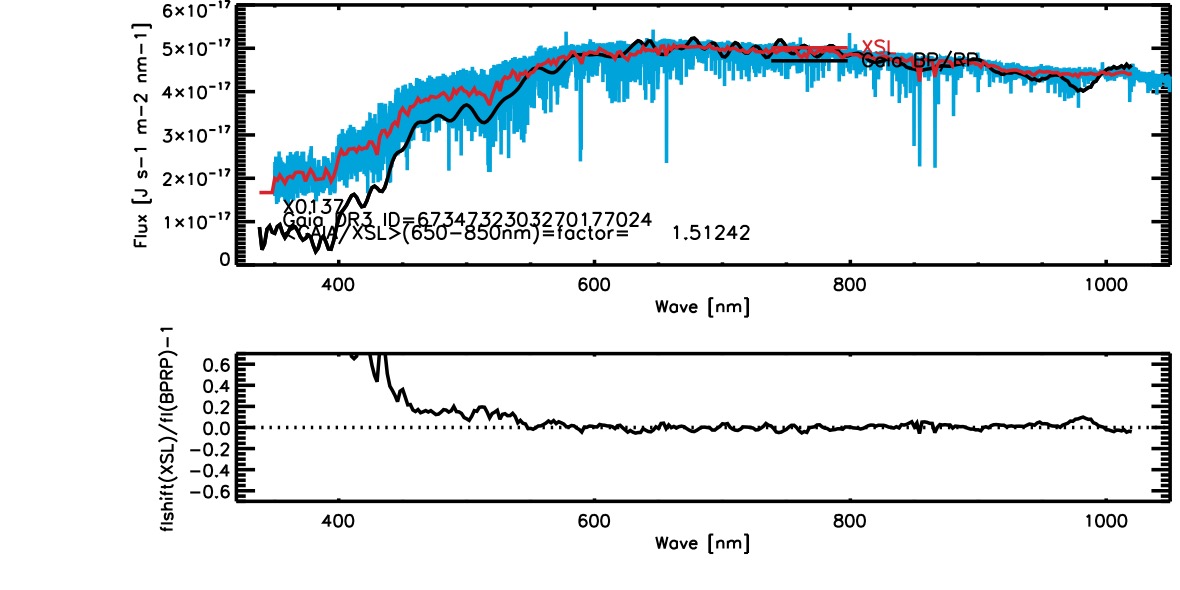 6×10−17
5×10−17
4×10−17
3×10−17
2×10−17
1×10−17
0
Flux [J s−1 m−2 nm−1]
XSL
Gaia BP/RP
X0137
Gaia DR3 ID=6734732303270177024
<GAIA/XSL>(650−850nm)=factor= 1.51242
400 600 800 1000
Wave [nm]
flshift(XSL)/fl(BPRP)−1
0.6
0.4
0.2
0.0
−0.2
−0.4
−0.6
400 600 800 1000
Wave [nm]